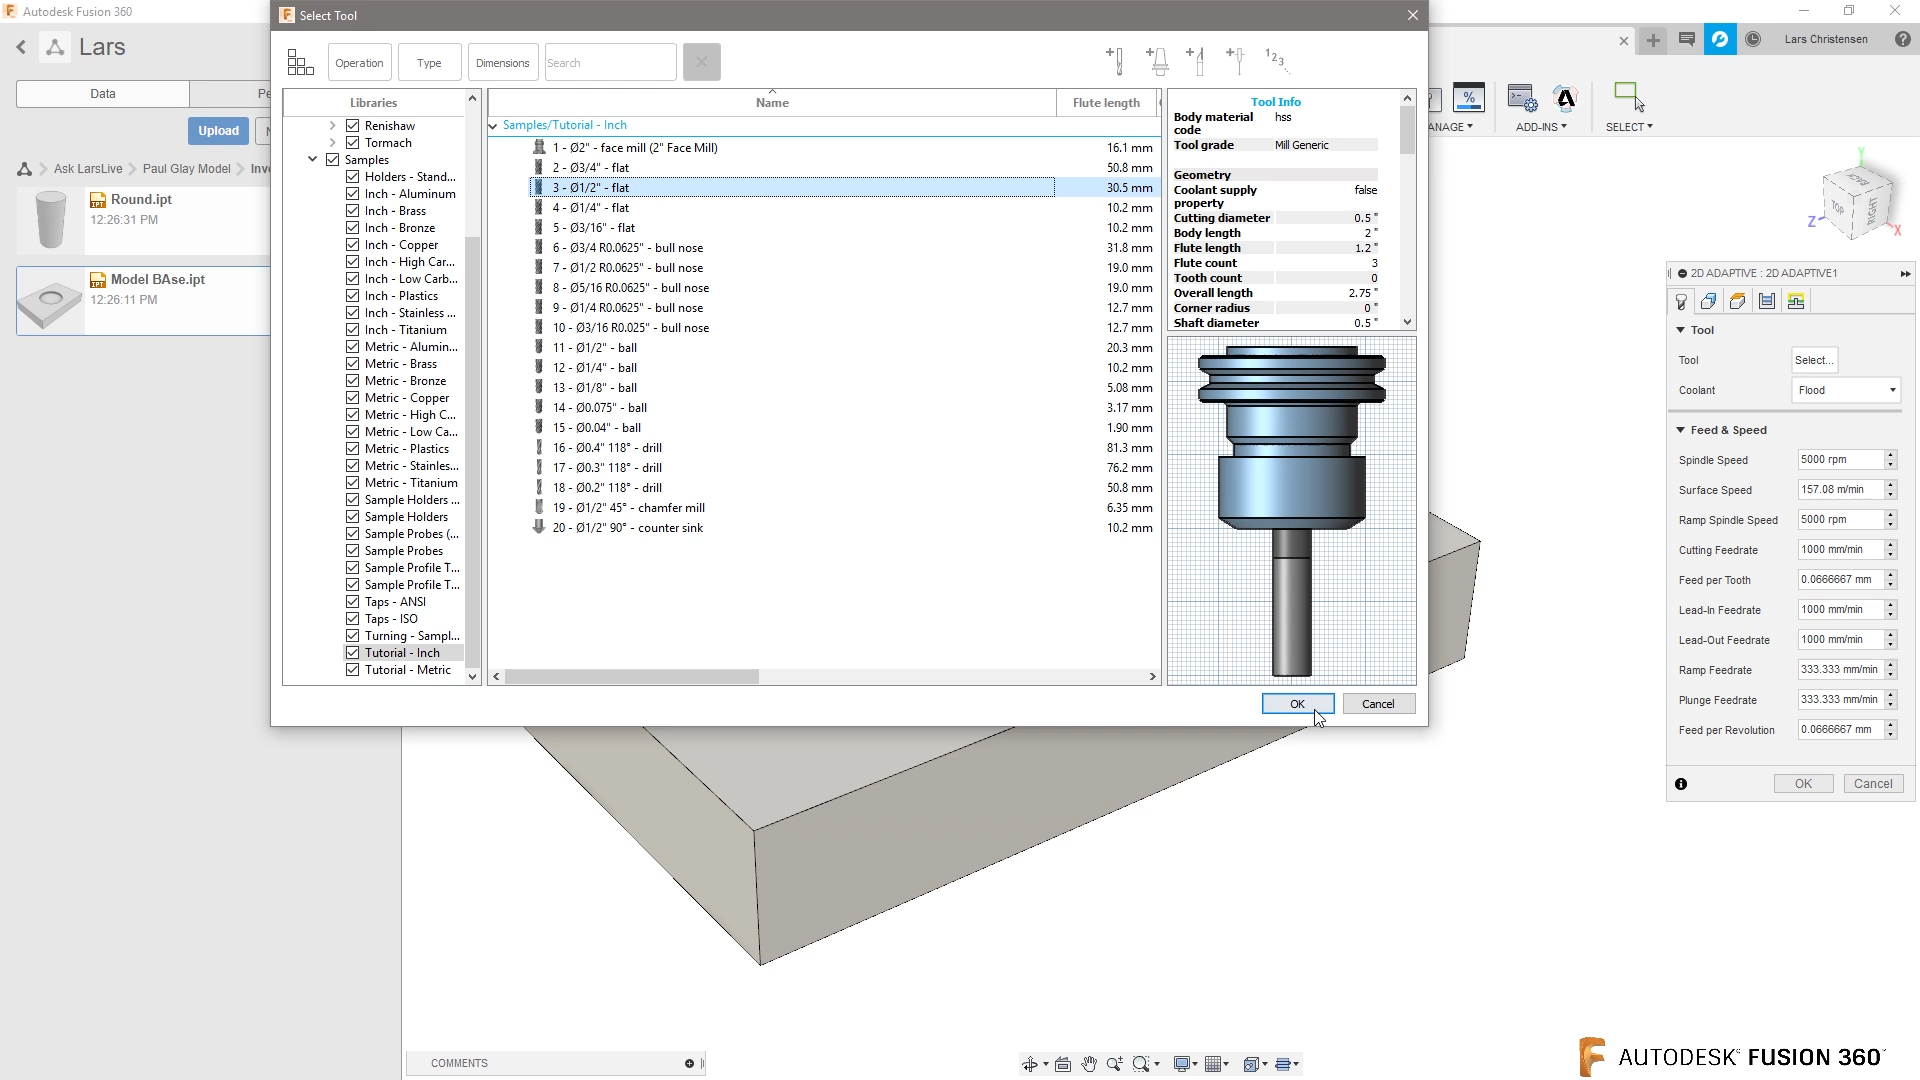 Autodesk Fusion 360
Lars
Data
Pe
Upload
Ask LarsLive
Paul Glay Model
Inve
Round.ipt
12:26:31 PM
Model BAse.ipt
12:26:11 PM
Select Tool
Operation
Type
Dimensions
Search
Libraries
Renishaw
Tormach
Samples
Holders - Stand...
Inch - Aluminum
Inch - Brass
Inch - Bronze
Inch - Copper
Inch - High Car...
Inch - Low Carb...
Inch - Plastics
Inch - Stainless ...
Inch - Titanium
Metric - Alumin...
Metric - Brass
Metric - Bronze
Metric - Copper
Metric - High C...
Metric - Low Ca...
Metric - Plastics
Metric - Stainles...
Metric - Titanium
Sample Holders ...
Sample Holders
Sample Probes (...
Sample Probes
Sample Profile T...
Sample Profile T...
Taps - ANSI
Taps - ISO
Turning - Sampl...
Tutorial - Inch
Tutorial - Metric
Name
Flute length
Samples/Tutorial - Inch
1 - Ø2" - face mill (2" Face Mill) 16.1 mm
2 - Ø3/4" - flat 50.8 mm
3 - Ø1/2" - flat 30.5 mm
4 - Ø1/4" - flat 10.2 mm
5 - Ø3/16" - flat 10.2 mm
6 - Ø3/4 R0.0625" - bull nose 31.8 mm
7 - Ø1/2 R0.0625" - bull nose 19.0 mm
8 - Ø5/16 R0.0625" - bull nose 19.0 mm
9 - Ø1/4 R0.0625" - bull nose 12.7 mm
10 - Ø3/16 R0.025" - bull nose 12.7 mm
11 - Ø1/2" - ball 20.3 mm
12 - Ø1/4" - ball 10.2 mm
13 - Ø1/8" - ball 5.08 mm
14 - Ø0.075" - ball 3.17 mm
15 - Ø0.04" - ball 1.90 mm
16 - Ø0.4" 118° - drill 81.3 mm
17 - Ø0.3" 118° - drill 76.2 mm
18 - Ø0.2" 118° - drill 50.8 mm
19 - Ø1/2" 45° - chamfer mill 6.35 mm
20 - Ø1/2" 90° - counter sink 10.2 mm
Tool Info
Body material code hss
Tool grade Mill Generic
Geometry
Coolant supply property false
Cutting diameter 0.5 "
Body length 2 "
Flute length 1.2 "
Flute count 3
Tooth count 0
Overall length 2.75 "
Corner radius 0 "
Shaft diameter 0.5 "
OK
Cancel
Lars Christensen
ANAGE
ADD-INS
SELECT
TOP
BACK
RIGHT
X
Y
Z
2D ADAPTIVE : 2D ADAPTIVE1
Tool
Tool Select...
Coolant Flood
Feed & Speed
Spindle Speed 5000 rpm
Surface Speed 157.08 m/min
Ramp Spindle Speed 5000 rpm
Cutting Feedrate 1000 mm/min
Feed per Tooth 0.0666667 mm
Lead-In Feedrate 1000 mm/min
Lead-Out Feedrate 1000 mm/min
Ramp Feedrate 333.333 mm/min
Plunge Feedrate 333.333 mm/min
Feed per Revolution 0.0666667 mm
OK
Cancel
COMMENTS
AUTODESK® FUSION 360™